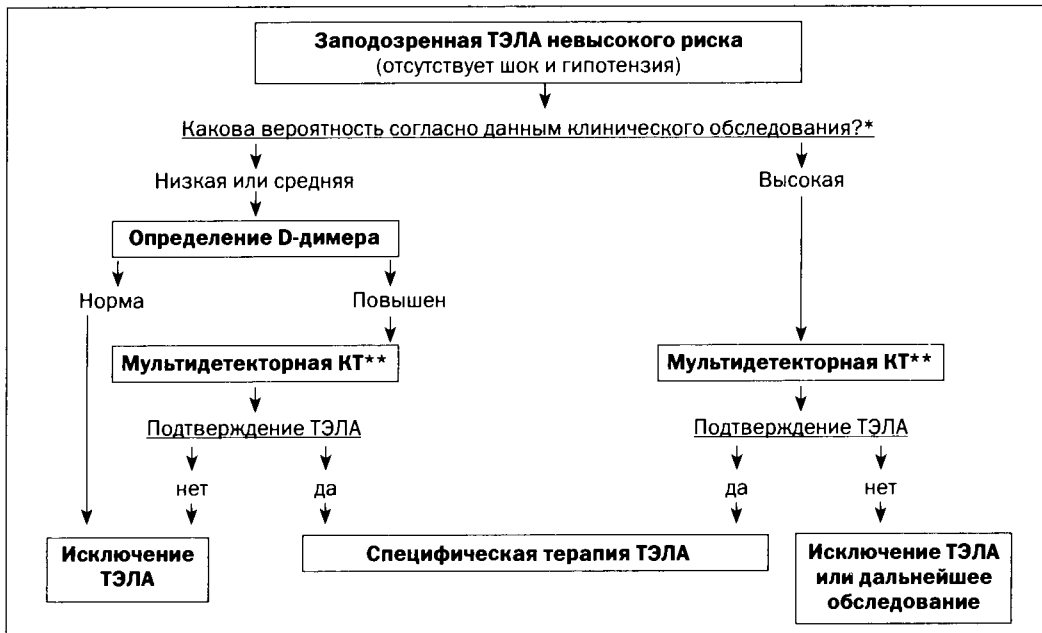 Заподозренная ТЭЛА невысокого риска
(отсутствует шок и гипотензия)
Какова вероятность согласно данным клинического обследования?*
Низкая или средняя
Высокая
Определение D-димера
Норма
Повышен
Мультидетекторная КТ**
Мультидетекторная КТ**
Подтверждение ТЭЛА
Подтверждение ТЭЛА
нет
да
да
нет
Исключение
ТЭЛА
Специфическая терапия ТЭЛА
Исключение ТЭЛА
или дальнейшее
обследование